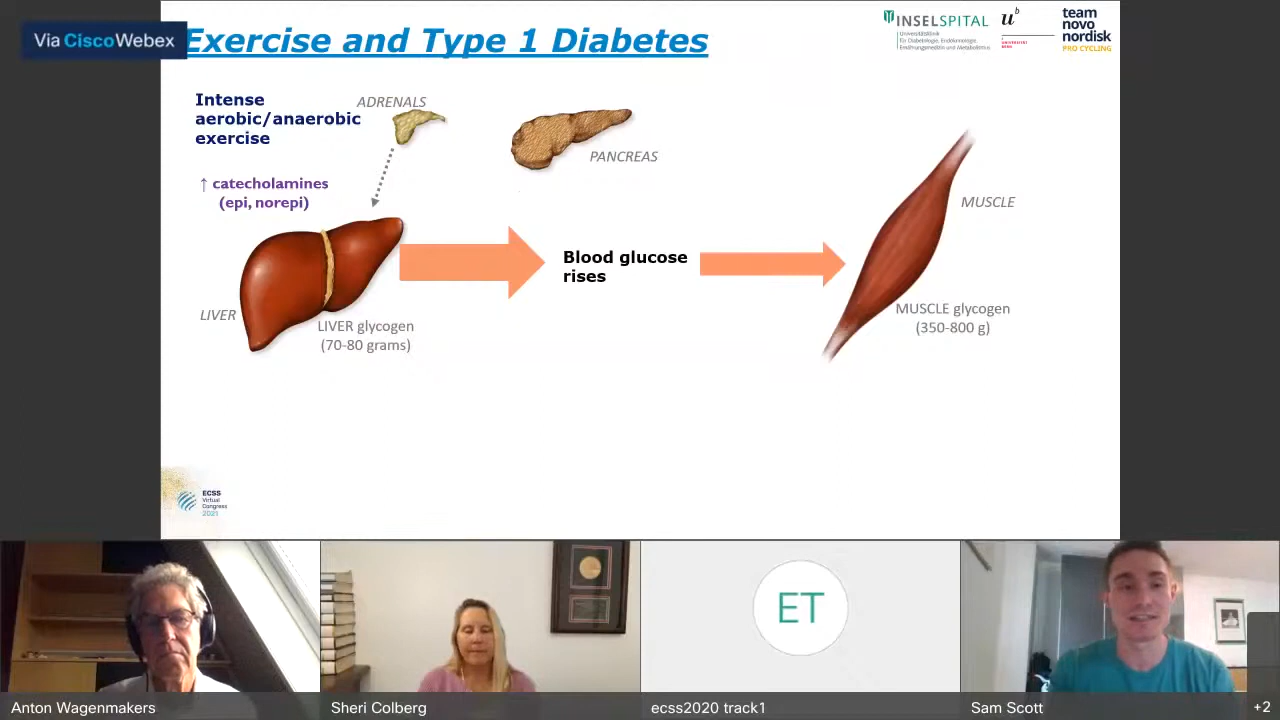 Via Cisco Webex
Exercise and Type 1 Diabetes
INSELSPITAL
Universitätsklinik
für Diabetologie, Endokrinologie,
Ernährungsmedizin und Metabolismus
u
b
UNIVERSITÄT
BERN
team
novo
nordisk
PRO CYCLING
Intense
aerobic/anaerobic
exercise
ADRENALS
PANCREAS
↑ catecholamines
(epi, norepi)
MUSCLE
Blood glucose
rises
LIVER
LIVER glycogen
(70-80 grams)
MUSCLE glycogen
(350-800 g)
ECSS
Virtual
Congress
2021
ET
Anton Wagenmakers
Sheri Colberg
ecss2020 track1
Sam Scott
+2